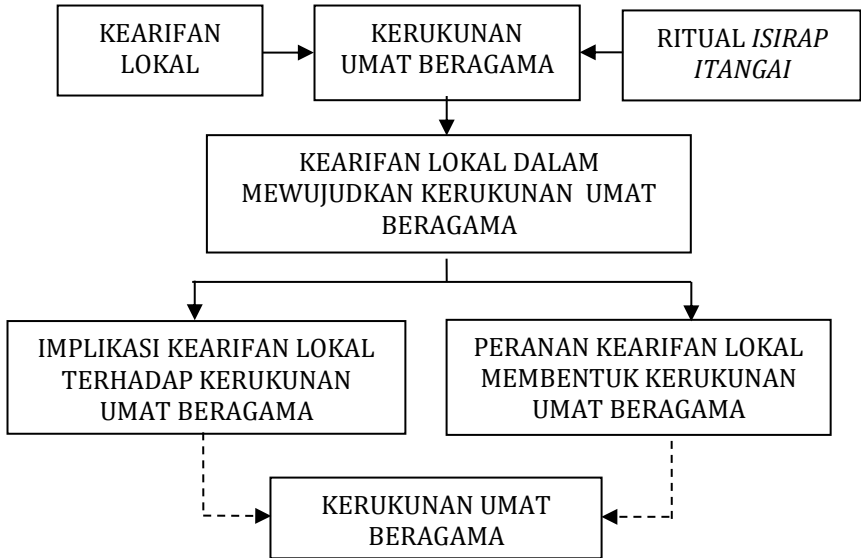 KEARIFAN
LOKAL
KERUKUNAN
UMAT BERAGAMA
RITUAL ISIRAP
ITANGAI
KEARIFAN LOKAL DALAM
MEWUJUDKAN KERUKUNAN UMAT
BERAGAMA
IMPLIKASI KEARIFAN LOKAL
TERHADAP KERUKUNAN
UMAT BERAGAMA
PERANAN KEARIFAN LOKAL
MEMBENTUK KERUKUNAN
UMAT BERAGAMA
KERUKUNAN UMAT
BERAGAMA